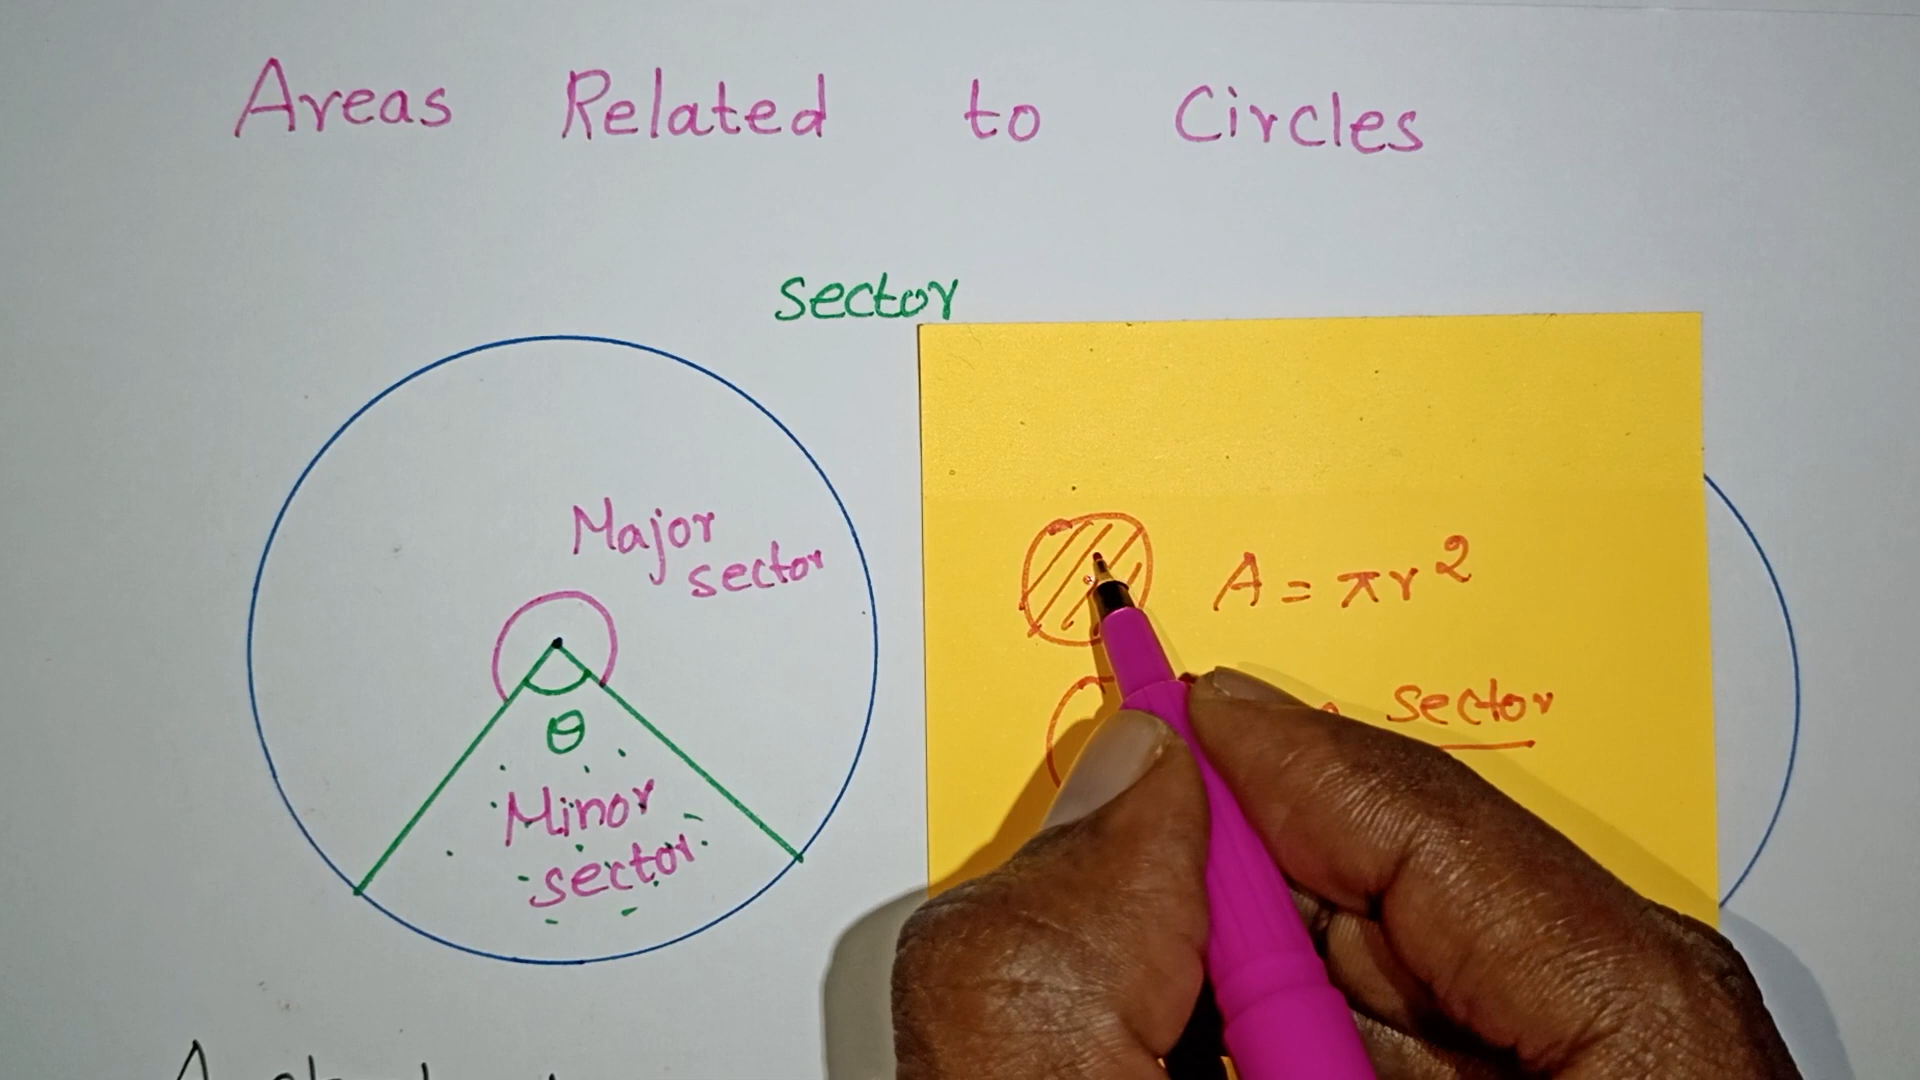 Areas Related to Circles
sector
Major
sector
θ
Minor
sector
A = πr²
sector